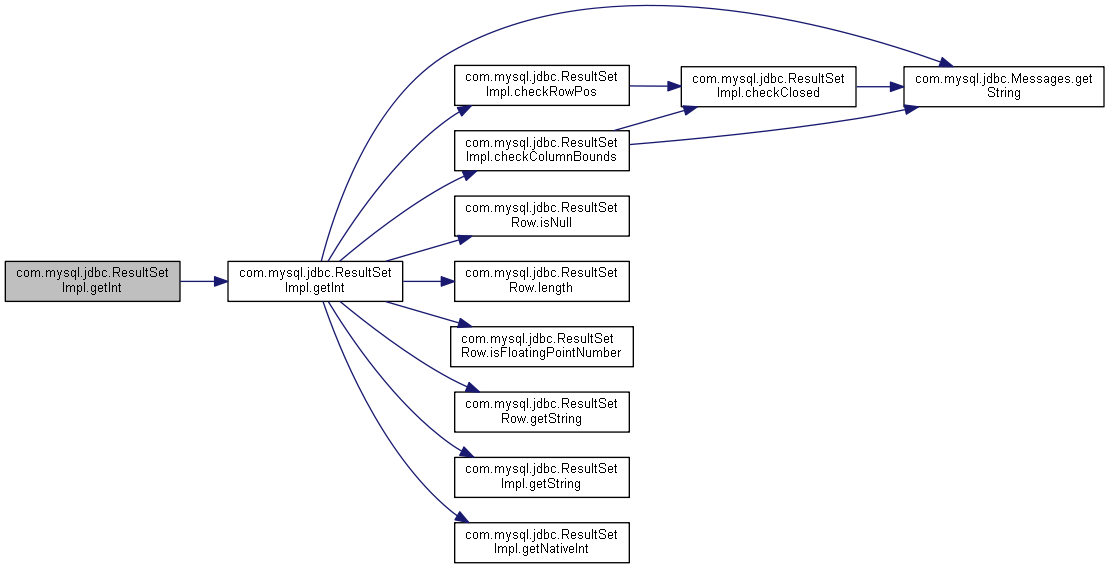 com.mysql.jdbc.ResultSet
Impl.getInt
com.mysql.jdbc.ResultSet
Impl.getInt
com.mysql.jdbc.ResultSet
Impl.checkRowPos
com.mysql.jdbc.ResultSet
Impl.checkClosed
com.mysql.jdbc.Messages.get
String
com.mysql.jdbc.ResultSet
Impl.checkColumnBounds
com.mysql.jdbc.ResultSet
Row.isNull
com.mysql.jdbc.ResultSet
Row.length
com.mysql.jdbc.ResultSet
Row.isFloatingPointNumber
com.mysql.jdbc.ResultSet
Row.getString
com.mysql.jdbc.ResultSet
Impl.getString
com.mysql.jdbc.ResultSet
Impl.getNativeInt